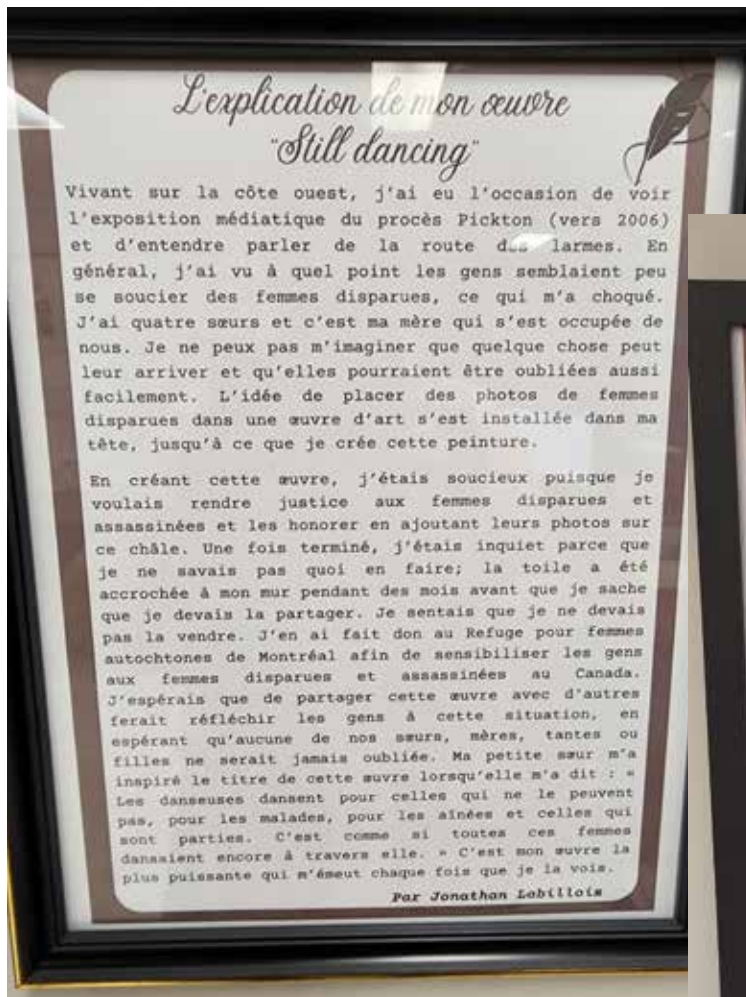 L'explication de mon œuvre
"Still dancing"
Vivant sur la côte ouest, j'ai eu l'occasion de voir
l'exposition médiatique du procès Pickton (vers 2006)
et d'entendre parler de la route des larmes. En
général, j'ai vu à quel point les gens semblaient peu
se soucier des femmes disparues, ce qui m'a choqué.
J'ai quatre sœurs et c'est ma mère qui s'est occupée de
nous. Je ne peux pas m'imaginer que quelque chose peut
leur arriver et qu'elles pourraient être oubliées aussi
facilement. L'idée de placer des photos de femmes
disparues dans une œuvre d'art s'est installée dans ma
tête, jusqu'à ce que je crée cette peinture.
En créant cette œuvre, j'étais soucieux puisque je
voulais rendre justice aux femmes disparues et
assassinées et les honorer en ajoutant leurs photos sur
ce châle. Une fois terminé, j'étais inquiet parce que
je ne savais pas quoi en faire; la toile a été
accrochée à mon mur pendant des mois avant que je sache
que je devais la partager. Je sentais que je ne devais
pas la vendre. J'en ai fait don au Refuge pour femmes
autochtones de Montréal afin de sensibiliser les gens
aux femmes disparues et assassinées au Canada.
J'espérais que de partager cette œuvre avec d'autres
ferait réfléchir les gens à cette situation, en
espérant qu'aucune de nos sœurs, mères, tantes ou
filles ne serait jamais oubliée. Ma petite sœur m'a
inspiré le titre de cette œuvre lorsqu'elle m'a dit : «
Les danseuses dansent pour celles qui ne le peuvent
pas, pour les malades, pour les aînées et celles qui
sont parties. C'est comme si toutes ces femmes
dansaient encore à travers elle. » C'est mon œuvre la
plus puissante qui m'émeut chaque fois que je la vois.
Par Jonathan Labillois